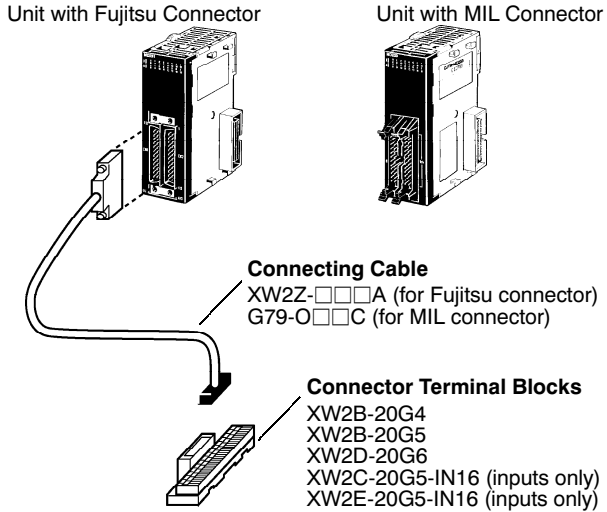 Unit with Fujitsu Connector
Unit with MIL Connector
Connecting Cable
XW2Z-□□□A (for Fujitsu connector)
G79-O□□C (for MIL connector)
Connector Terminal Blocks
XW2B-20G4
XW2B-20G5
XW2D-20G6
XW2C-20G5-IN16 (inputs only)
XW2E-20G5-IN16 (inputs only)